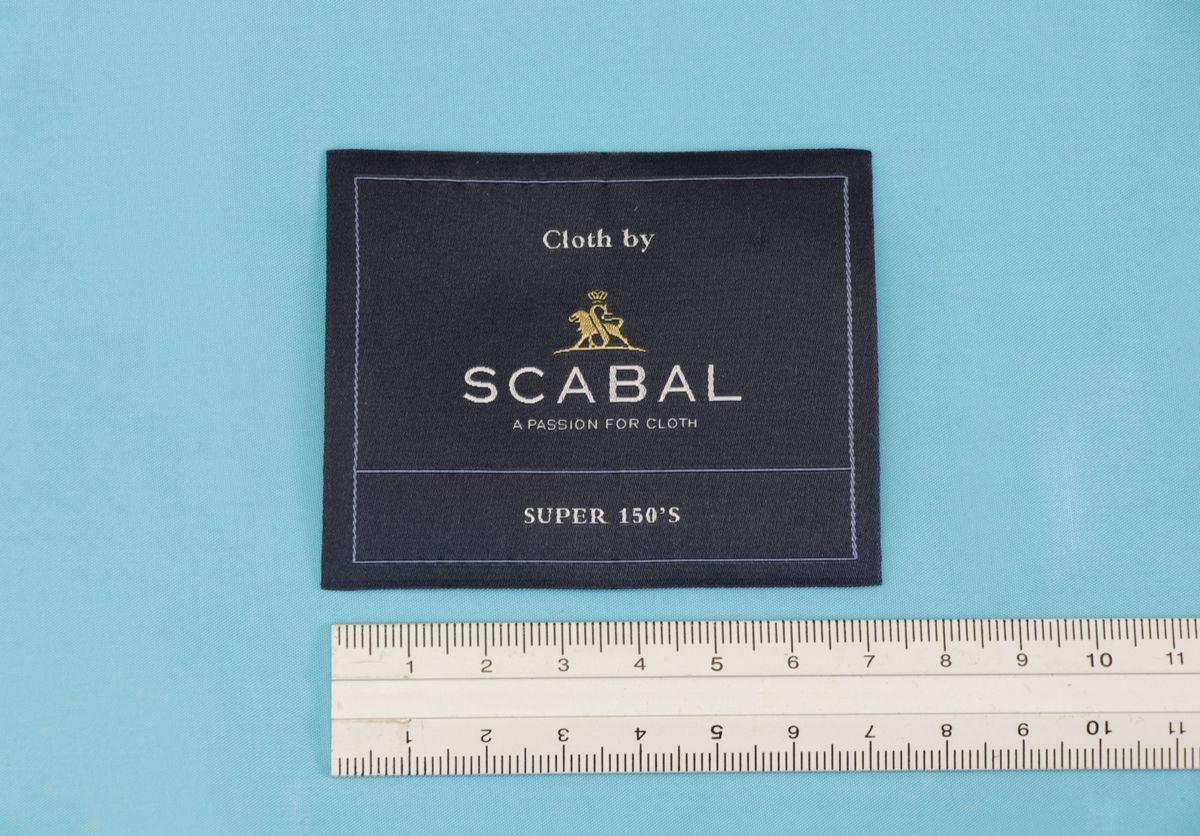 Cloth by
SCABAL
A PASSION FOR CLOTH
SUPER 150'S
1 2 3 4 5 6 7 8 9 10 11
1 2 3 4 5 6 7 8 9 10 11